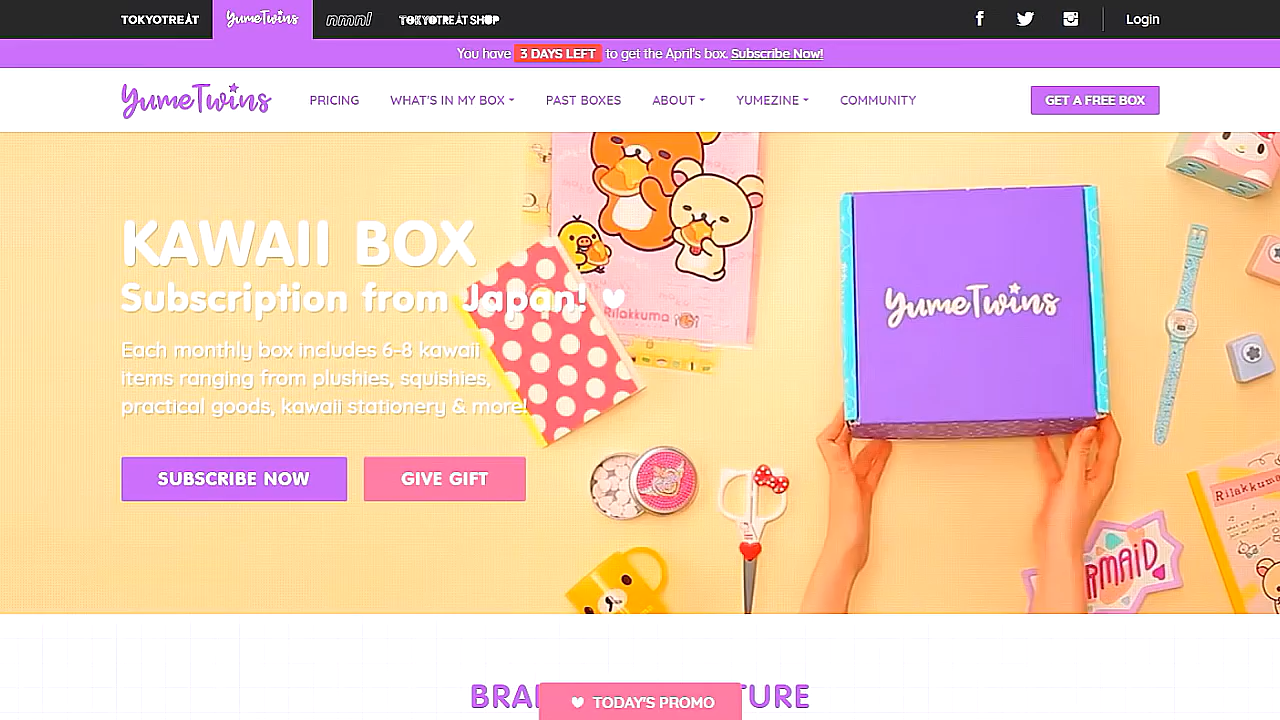 TOKYOTREAT YumeTwins nmnl TOKYOTREAT SHOP Login
You have 3 DAYS LEFT to get the April's box. Subscribe Now!
YumeTwins PRICING WHAT'S IN MY BOX PAST BOXES ABOUT YUMEZINE COMMUNITY GET A FREE BOX
KAWAII BOX
Subscription from Japan!
Each monthly box includes 6-8 kawaii
items ranging from plushies, squishies,
practical goods, kawaii stationery & more!
SUBSCRIBE NOW GIVE GIFT
Rilakkuma
YumeTwins
Rilakkuma
TODAY'S PROMO